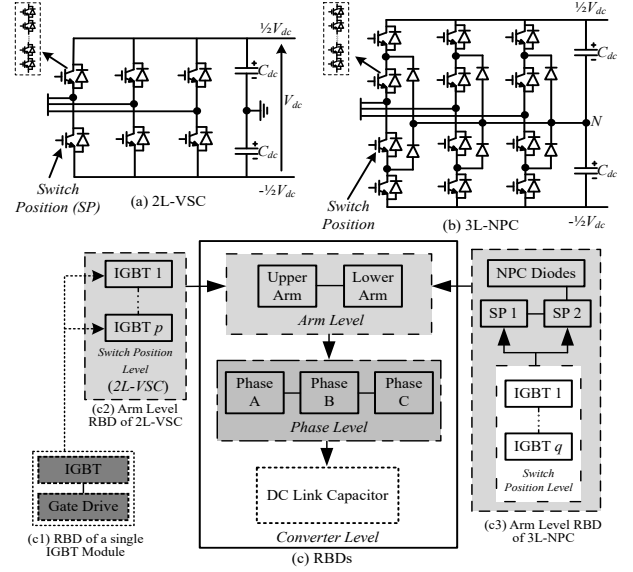 ½V_dc
C_dc
V_dc
C_dc
-½V_dc
Switch
Position (SP)
(a) 2L-VSC
½V_dc
C_dc
N
C_dc
-½V_dc
Switch
Position
(b) 3L-NPC
IGBT 1
IGBT p
Switch Position
Level
(2L-VSC)
(c2) Arm Level
RBD of 2L-VSC
IGBT
Gate Drive
(c1) RBD of a single
IGBT Module
Upper
Arm
Lower
Arm
Arm Level
Phase
A
Phase
B
Phase
C
Phase Level
DC Link Capacitor
Converter Level
(c) RBDs
NPC Diodes
SP 1
SP 2
IGBT 1
IGBT q
Switch
Position Level
(c3) Arm Level RBD
of 3L-NPC